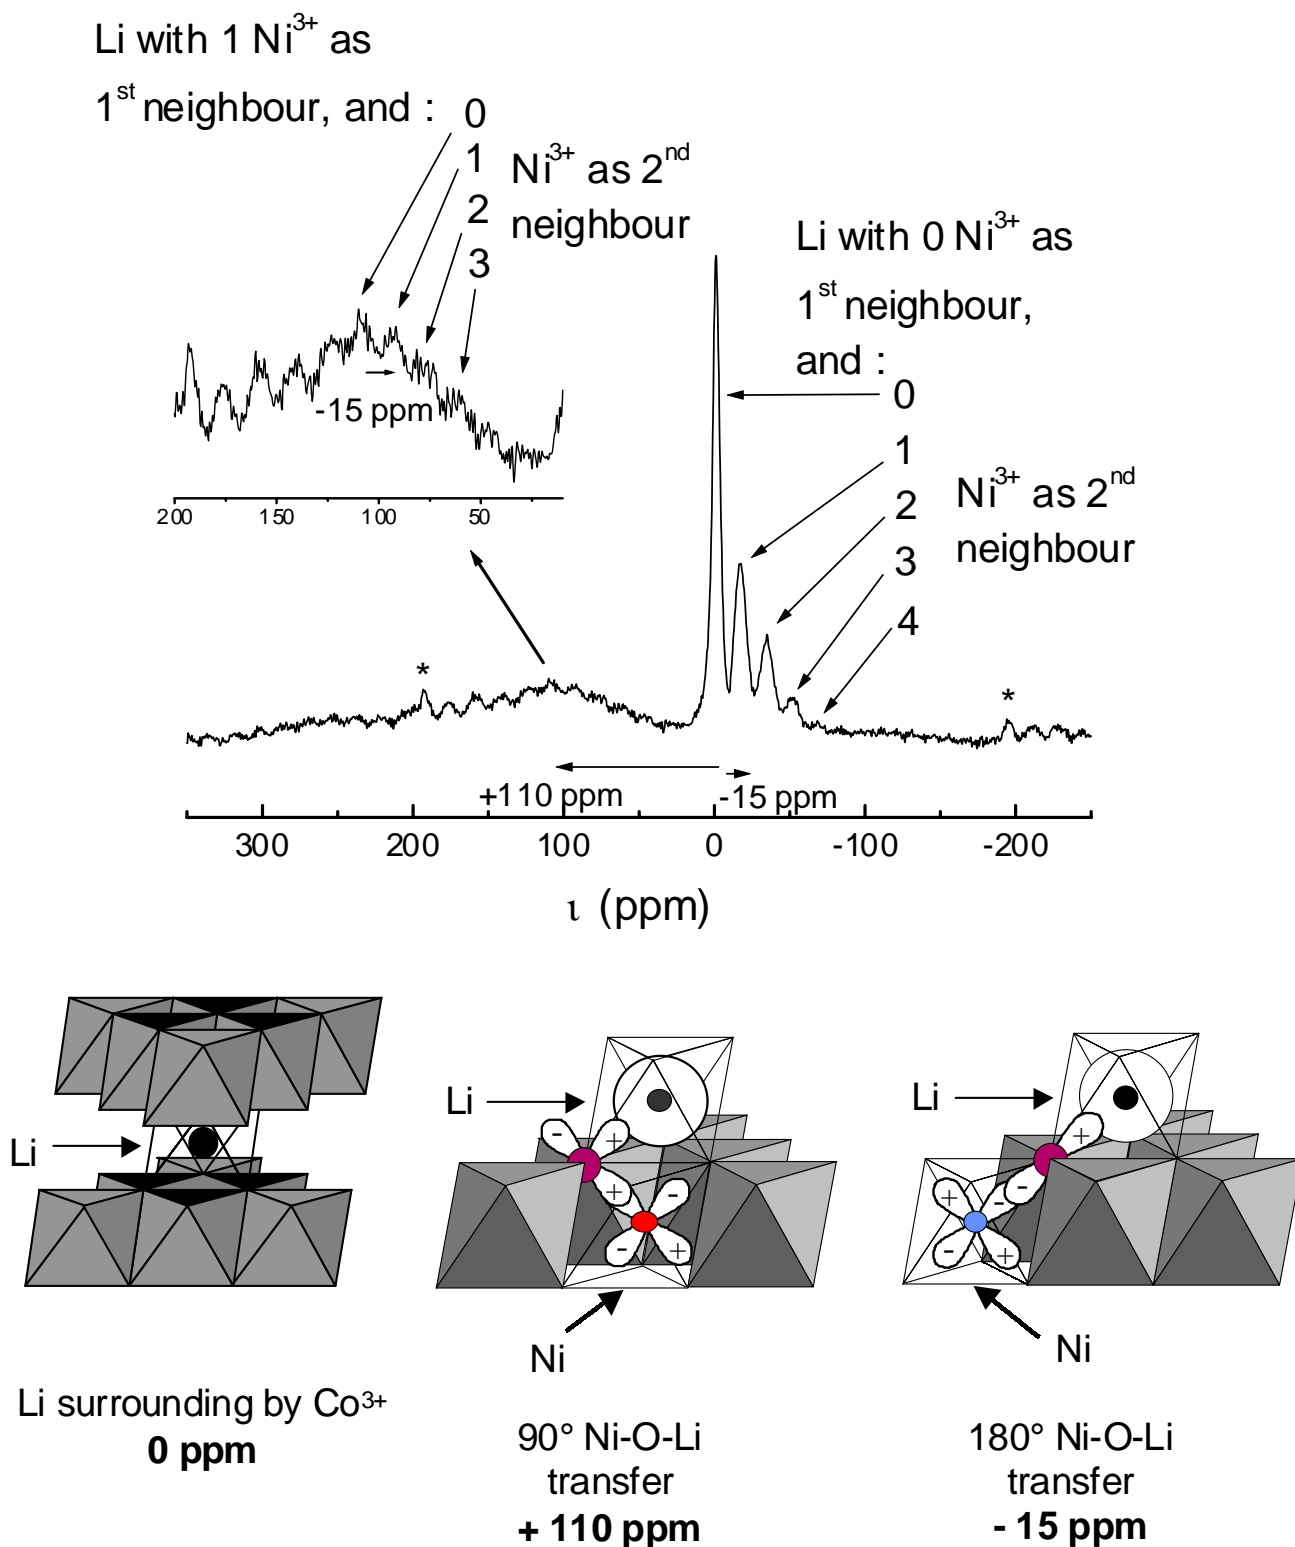 Li with 1 Ni³⁺ as
1ˢᵗ neighbour, and :
0
1
2
3
Ni³⁺ as 2ⁿᵈ
neighbour
Li with 0 Ni³⁺ as
1ˢᵗ neighbour,
and :
0
1
2
3
4
Ni³⁺ as 2ⁿᵈ
neighbour
-15 ppm
200 150 100 50
* *
+110 ppm -15 ppm
300 200 100 0 -100 -200
ι (ppm)
Li
Li
- +
+ -
- +
Ni
Li
+
+ - -
- +
Ni
Li surrounding by Co³⁺
0 ppm
90° Ni-O-Li
transfer
+ 110 ppm
180° Ni-O-Li
transfer
- 15 ppm